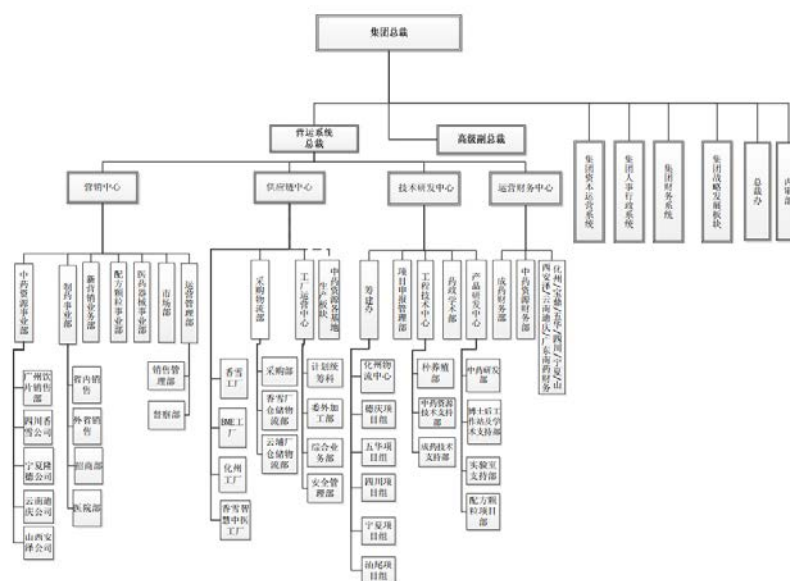 集团总裁
营运系统
总裁
高级副总裁
集团资本运营系统
集团人事行政系统
集团财务系统
集团战略发展板块
总裁办
营销中心
供应链中心
技术研发中心
运营财务中心
中药资源事业部
制药事业部
新营销业务部
配方颗粒事业部
医药器械事业部
市场部
运营管理部
采购物流部
工厂运营中心
中药资源各基地
生产板块
筹建办
项目申报管理部
工程技术中心
药政学术部
产品研发中心
成药财务部
中药资源财务部
化州/宝鼎/五华/四川/宁夏/山
西安泽/云南迪庆/广东南药财务
广州饮
片销售
部
四川香
雪公司
宁夏隆
德公司
云南迪
庆公司
山西安
泽公司
省内销
售
外省销
售
招商部
医院部
销售管
理部
督察部
香雪
工厂
BME工
厂
化州
工厂
香雪智
慧中医
工厂
采购部
香雪厂
仓储物
流部
云埔厂
仓储物
流部
计划统
筹科
委外加
工部
综合业
务部
安全管
理部
化州物
流中心
德庆项
目组
五华项
目组
四川项
目组
宁夏项
目组
汕尾项
目组
种养殖
部
中药资源
技术支持
部
成药技术
支持部
中药研发
部
博士后工
作站及学
术支持部
实验室
支持部
配方颗
粒项目
部